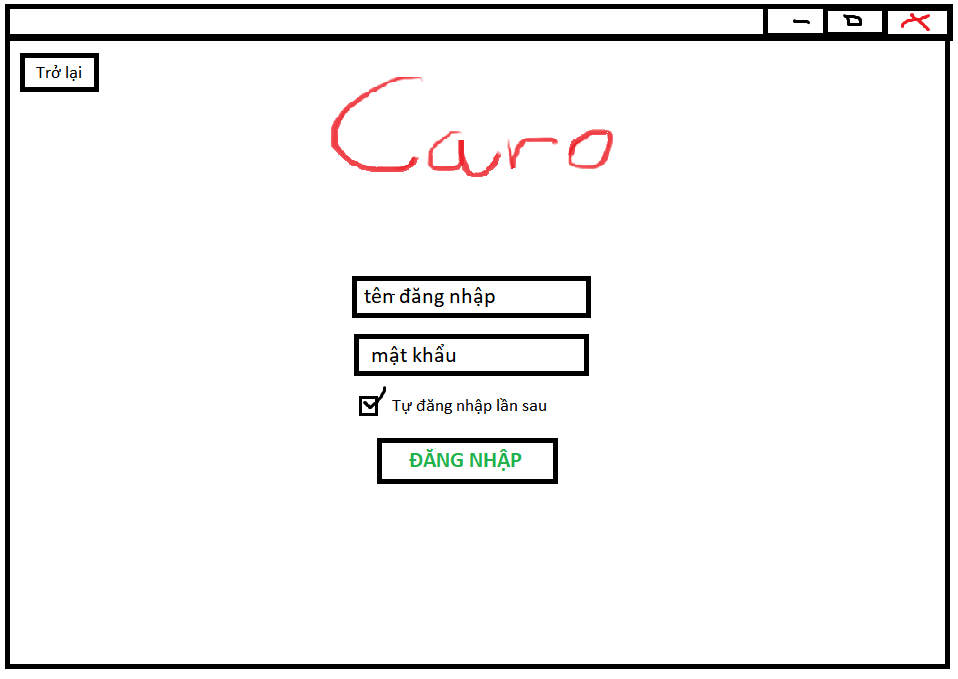 Trở lại
Caro
tên đăng nhập
mật khẩu
Tự đăng nhập lần sau
ĐĂNG NHẬP